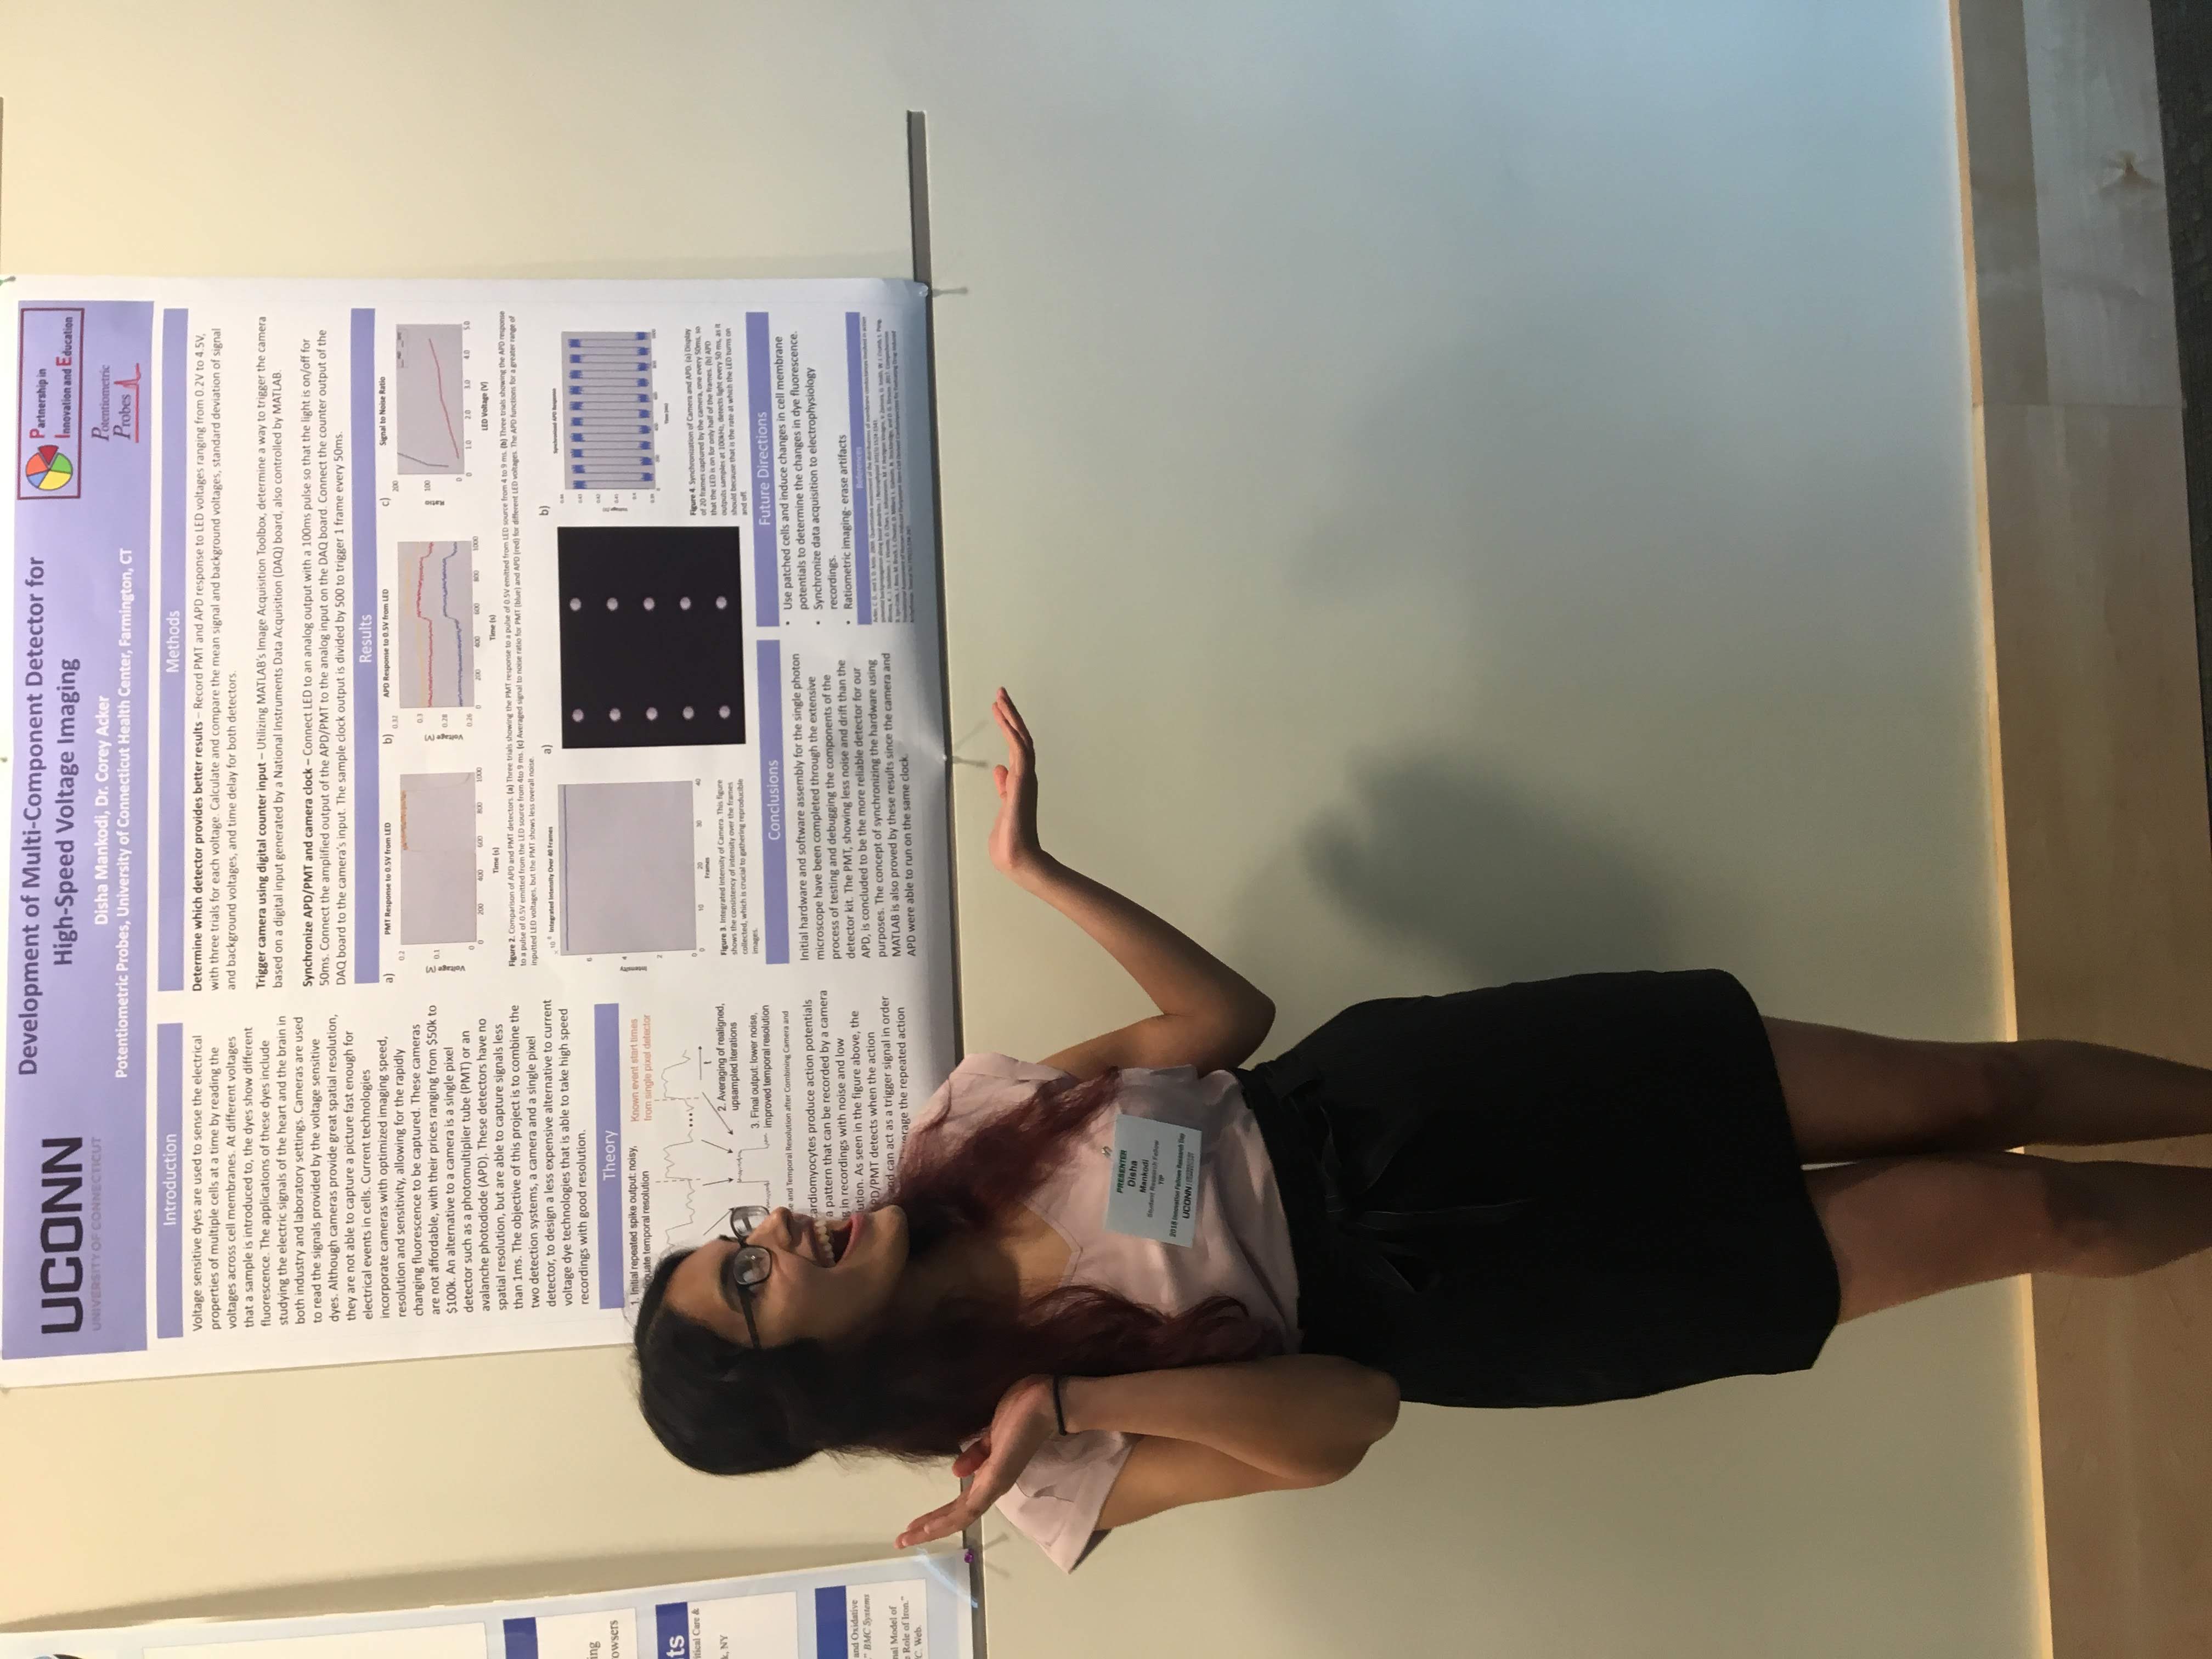 UCONN
UNIVERSITY OF CONNECTICUT
Development of Multi-Component Detector for
High-Speed Voltage Imaging
Disha Mankodi, Dr. Corey Acker
Potentiometric Probes, University of Connecticut Health Center, Farmington, CT
Partnership in
Innovation and Education
Potentiometric
Probes
Introduction
Voltage sensitive dyes are used to sense the electrical
properties of multiple cells at a time by reading the
voltages across cell membranes. At different voltages
that a sample is introduced to, the dyes show different
fluorescence. The applications of these dyes include
studying the electric signals of the heart and the brain in
both industry and laboratory settings. Cameras are used
to read the signals provided by the voltage sensitive
dyes. Although cameras provide great spatial resolution,
they are not able to capture a picture fast enough for
electrical events in cells. Current technologies
incorporate cameras with optimized imaging speed,
resolution and sensitivity, allowing for the rapidly
changing fluorescence to be captured. These cameras
are not affordable, with their prices ranging from $50k to
$100k. An alternative to a camera is a single pixel
detector such as a photomultiplier tube (PMT) or an
avalanche photodiode (APD). These detectors have no
spatial resolution, but are able to capture signals less
than 1ms. The objective of this project is to combine the
two detection systems, a camera and a single pixel
detector, to design a less expensive alternative to current
voltage dye technologies that is able to take high speed
recordings with good resolution.
Theory
1. Initial repeated spike output: noisy,
quate temporal resolution
Known event start times
from single pixel detector
t
2. Averaging of realigned,
upsampled iterations
3. Final output: lower noise,
improved temporal resolution
se and Temporal Resolution after Combining Camera and
ardiomyocytes produce action potentials
a pattern that can be recorded by a camera
g in recordings with noise and low
ution. As seen in the figure above, the
PD/PMT detects when the action
and can act as a trigger signal in order
verage the repeated action
Methods
Determine which detector provides better results – Record PMT and APD response to LED voltages ranging from 0.2V to 4.5V,
with three trials for each voltage. Calculate and compare the mean signal and background voltages, standard deviation of signal
and background voltages, and time delay for both detectors.
Trigger camera using digital counter input – Utilizing MATLAB's Image Acquisition Toolbox, determine a way to trigger the camera
based on a digital input generated by a National Instruments Data Acquisition (DAQ) board, also controlled by MATLAB.
Synchronize APD/PMT and camera clock – Connect LED to an analog output with a 100ms pulse so that the light is on/off for
50ms. Connect the amplified output of the APD/PMT to the analog input on the DAQ board. Connect the counter output of the
DAQ board to the camera's input. The sample clock output is divided by 500 to trigger 1 frame every 50ms.
Results
a)
PMT Response to 0.5V from LED
0.2
0.1
0
Voltage (V)
0 200 400 600 800 1000
Time (s)
b)
APD Response to 0.5V from LED
0.32
0.3
0.28
0.26
Voltage (V)
0 200 400 600 800 1000
Time (s)
c)
Signal to Noise Ratio
200
100
0
Ratio
0 1.0 2.0 3.0 4.0 5.0
LED Voltage (V)
Figure 2. Comparison of APD and PMT detectors. (a) Three trials showing the PMT response to a pulse of 0.5V emitted from LED source from 4 to 9 ms. (b) Three trials showing the APD response
to a pulse of 0.5V emitted from the LED source from 4to 9 ms. (c) Averaged signal to noise ratio for PMT (blue) and APD (red) for different LED voltages. The APD functions for a greater range of
inputted LED voltages, but the PMT shows less overall noise.
Integrated Intensity Over 40 Frames
6
4
2
0
Intensity
0 10 20 30 40
Frames
Figure 3. Integrated Intensity of Camera. This figure
shows the consistency of intensity over the frames
collected, which is crucial to gathering reproducible
images.
a)
b)
Synchronized APD Response
Time (ms)
Figure 4. Synchronization of Camera and APD. (a) Display
of 20 frames captured by the camera, one every 50ms, so
that the LED is on for only half of the frames. (b) APD
outputs samples at 100kHz, detects light every 50 ms, as it
should because that is the rate at which the LED turns on
and off.
Conclusions
Initial hardware and software assembly for the single photon
microscope have been completed through the extensive
process of testing and debugging the components of the
detector kit. The PMT, showing less noise and drift than the
APD, is concluded to be the more reliable detector for our
purposes. The concept of synchronizing the hardware using
MATLAB is also proved by these results since the camera and
APD were able to run on the same clock.
Future Directions
• Use patched cells and induce changes in cell membrane
potentials to determine the changes in dye fluorescence.
• Synchronize data acquisition to electrophysiology
recordings.
• Ratiometric imaging- erase artifacts
References
PRESENTER
Disha
Mankodi
Student Research Fellow
TIP
2018 Innovation Fellows Research Day
UCONN
ing
owsers
ts
itical Care &
k, NY
and Oxidative
" BMC Systems
nal Model of
e Role of Iron."
C. Web.